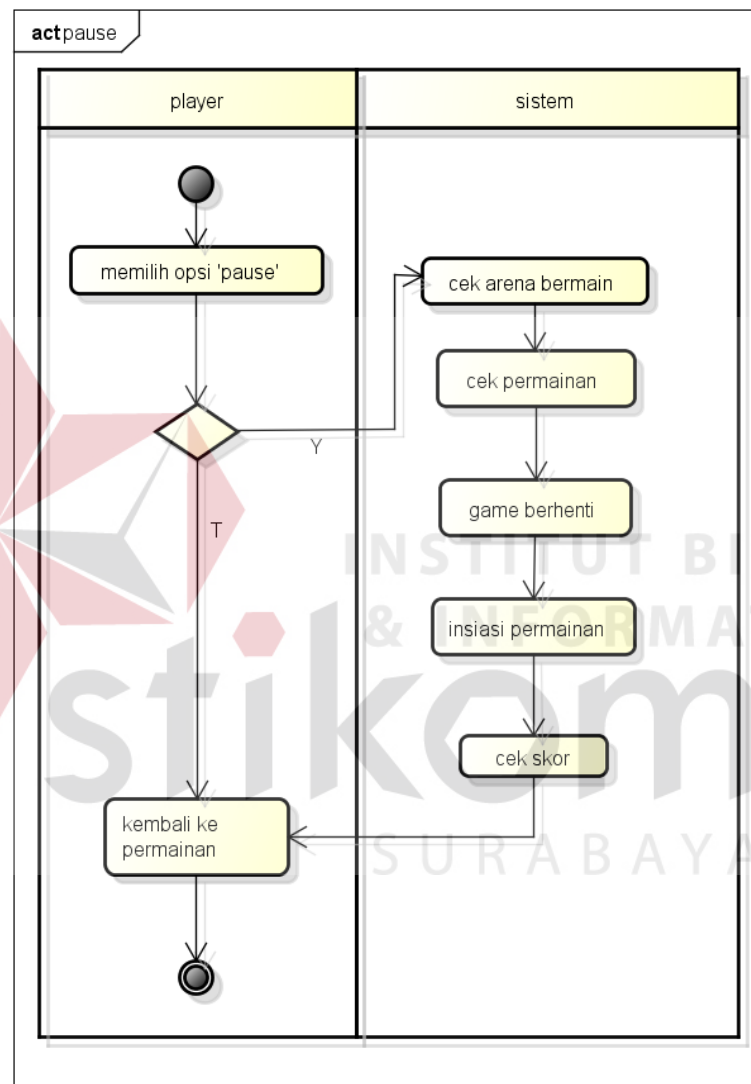 act pause
player
sistem
memilih opsi 'pause'
cek arena bermain
cek permainan
Y
game berhenti
T
INSTITUT BI
insiasi permainan
& INFORMA
stikom
cek skor
kembali ke
permainan
SURABAYA